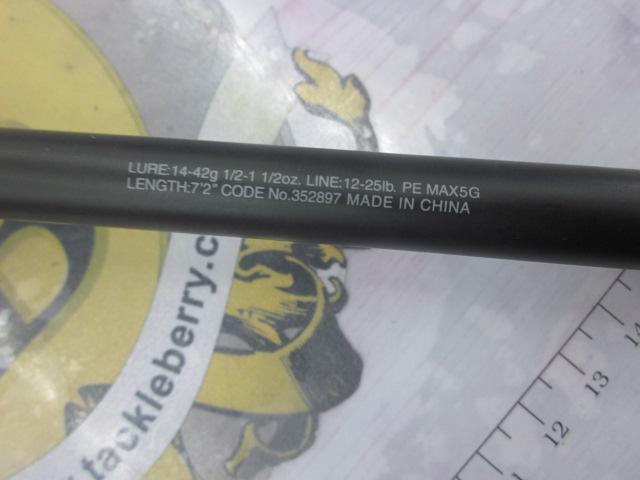 LURE:14-42g 1/2-1 1/2oz. LINE:12-25lb. PE MAX5G
LENGTH:7'2" CODE No.352897 MADE IN CHINA
.tackleberry.c
12 13 14